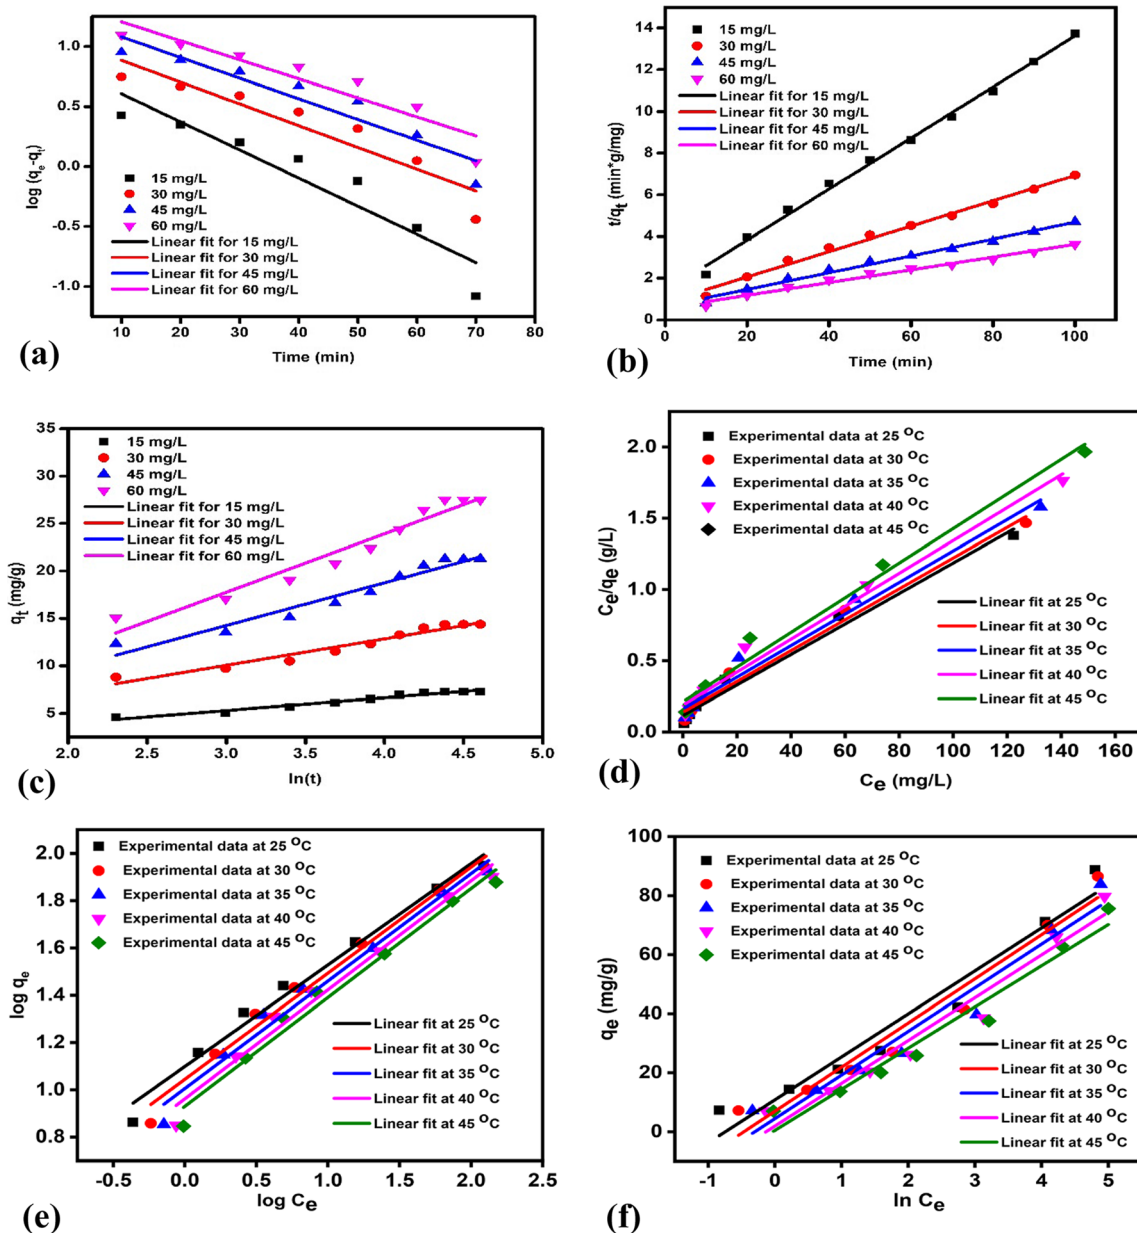 1.0
0.5
0.0
-0.5
-1.0
log (qe-qt)
15 mg/L
30 mg/L
45 mg/L
60 mg/L
Linear fit for 15 mg/L
Linear fit for 30 mg/L
Linear fit for 45 mg/L
Linear fit for 60 mg/L
10 20 30 40 50 60 70 80
Time (min)
(a)
14
12
10
8
6
4
2
0
t/qt (min*g/mg)
15 mg/L
30 mg/L
45 mg/L
60 mg/L
Linear fit for 15 mg/L
Linear fit for 30 mg/L
Linear fit for 45 mg/L
Linear fit for 60 mg/L
0 20 40 60 80 100
Time (min)
(b)
35
30
25
20
15
10
5
qt (mg/g)
15 mg/L
30 mg/L
45 mg/L
60 mg/L
Linear fit for 15 mg/L
Linear fit for 30 mg/L
Linear fit for 45 mg/L
Linear fit for 60 mg/L
2.0 2.5 3.0 3.5 4.0 4.5 5.0
ln(t)
(c)
2.0
1.5
1.0
0.5
0.0
Ce/qe (g/L)
Experimental data at 25 OC
Experimental data at 30 OC
Experimental data at 35 OC
Experimental data at 40 OC
Experimental data at 45 OC
Linear fit at 25 OC
Linear fit at 30 OC
Linear fit at 35 OC
Linear fit at 40 OC
Linear fit at 45 OC
0 20 40 60 80 100 120 140 160
Ce (mg/L)
(d)
2.0
1.8
1.6
1.4
1.2
1.0
0.8
log qe
Experimental data at 25 OC
Experimental data at 30 OC
Experimental data at 35 OC
Experimental data at 40 OC
Experimental data at 45 OC
Linear fit at 25 OC
Linear fit at 30 OC
Linear fit at 35 OC
Linear fit at 40 OC
Linear fit at 45 OC
-0.5 0.0 0.5 1.0 1.5 2.0 2.5
log Ce
(e)
100
80
60
40
20
0
qe (mg/g)
Experimental data at 25 OC
Experimental data at 30 OC
Experimental data at 35 OC
Experimental data at 40 OC
Experimental data at 45 OC
Linear fit at 25 OC
Linear fit at 30 OC
Linear fit at 35 OC
Linear fit at 40 OC
Linear fit at 45 OC
-1 0 1 2 3 4 5
ln Ce
(f)